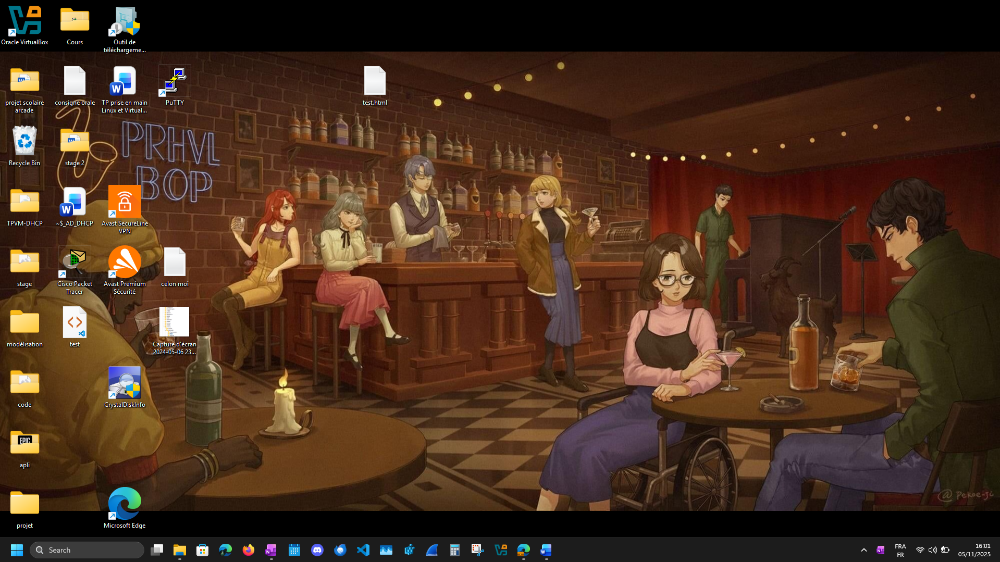 Oracle VirtualBox
Cours
Outil de
téléchargeme...
projet scolaire
arcade
consigne orale
TP prise en main
Linux et Virtual...
PuTTY
test.html
Recycle Bin
stage 2
PRHVL
BOP
TPVM-DHCP
~$_AD_DHCP
Avast SecureLine
VPN
stage
Cisco Packet
Tracer
Avast Premium
Sécurité
celon moi
modélisation
test
Capture d'écran
2024-05-06 23...
code
CrystalDiskInfo
EPIC
apli
projet
Microsoft Edge
@Pekoe-ji
Search
FRA
FR
16:01
05/11/2025